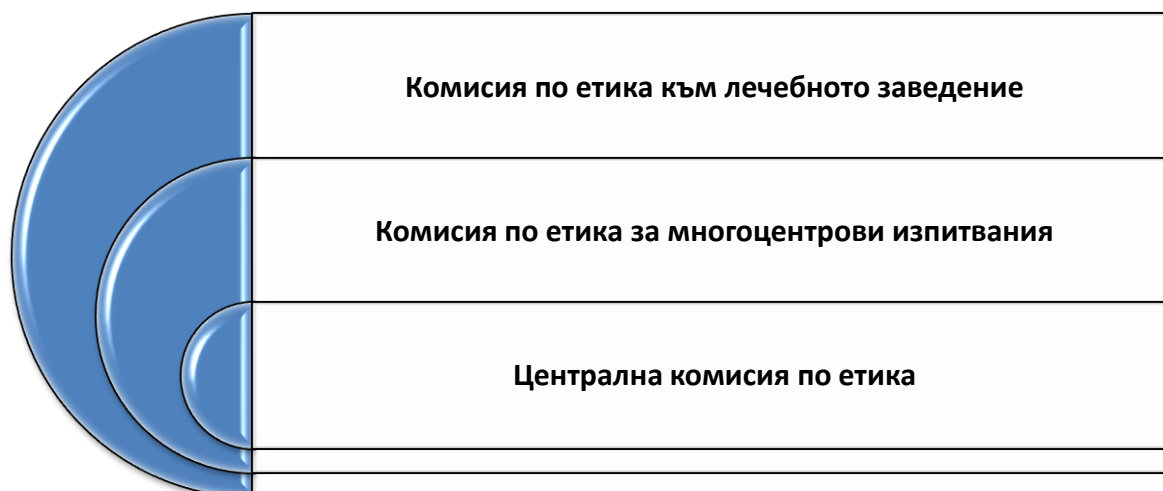 Комисия по етика към лечебното заведение
Комисия по етика за многоцентрови изпитвания
Централна комисия по етика